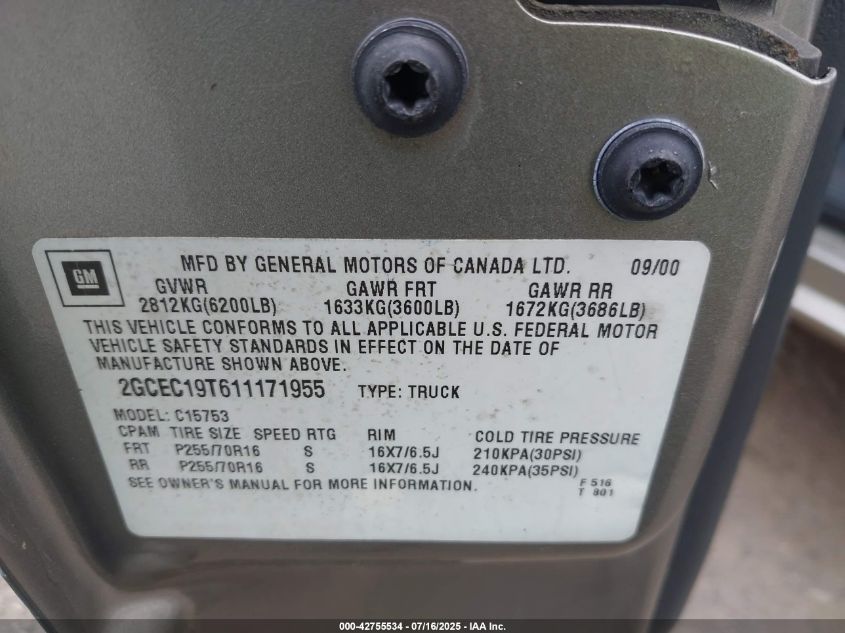 GM
MFD BY GENERAL MOTORS OF CANADA LTD. 09/00
GVWR GAWR FRT GAWR RR
2812KG(6200LB) 1633KG(3600LB) 1672KG(3686LB)
THIS VEHICLE CONFORMS TO ALL APPLICABLE U.S. FEDERAL MOTOR
VEHICLE SAFETY STANDARDS IN EFFECT ON THE DATE OF
MANUFACTURE SHOWN ABOVE.
2GCEC19T611171955 TYPE: TRUCK
MODEL: C15753
CPAM TIRE SIZE SPEED RTG RIM COLD TIRE PRESSURE
FRT P255/70R16 S 16X7/6.5J 210KPA(30PSI)
RR P255/70R16 S 16X7/6.5J 240KPA(35PSI)
SEE OWNER'S MANUAL FOR MORE INFORMATION.
F 516
T 801
000-42755534 - 07/16/2025 - IAA Inc.